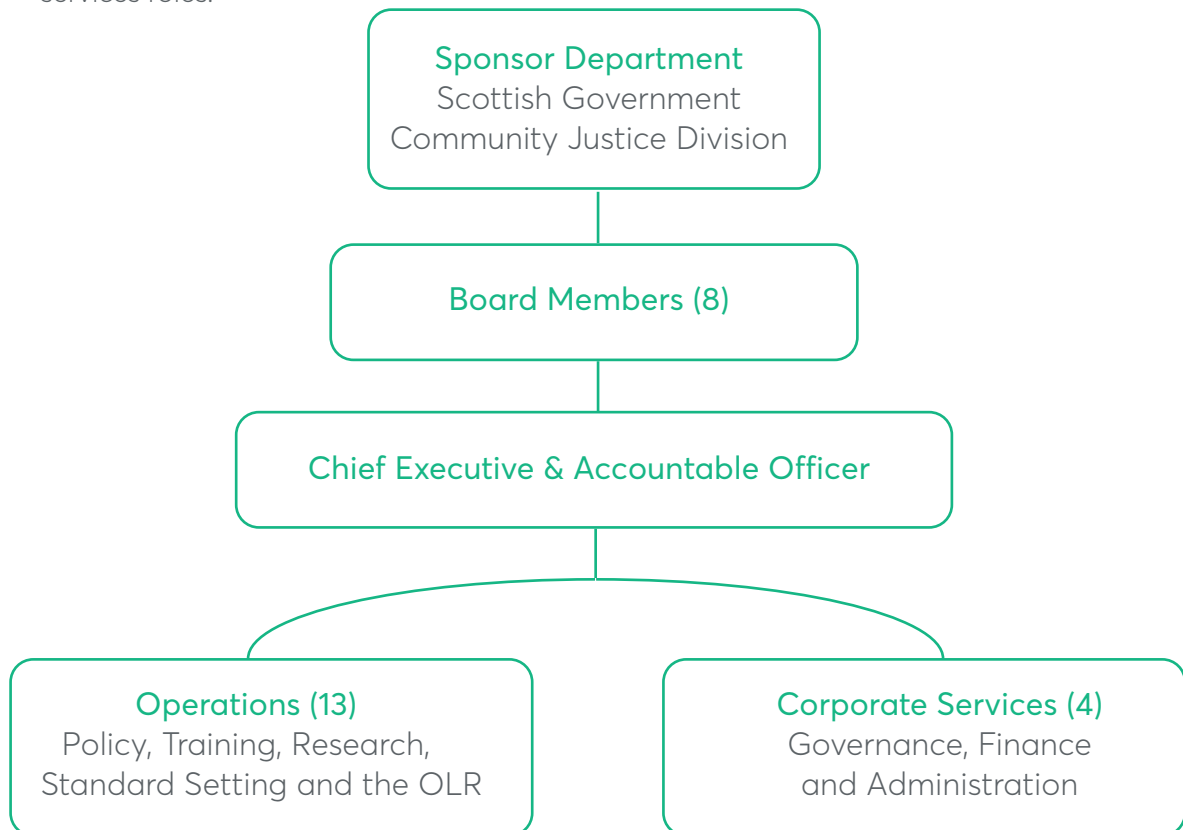 Sponsor Department
Scottish Government
Community Justice Division
Board Members (8)
Chief Executive & Accountable Officer
Operations (13)
Policy, Training, Research,
Standard Setting and the OLR
Corporate Services (4)
Governance, Finance
and Administration